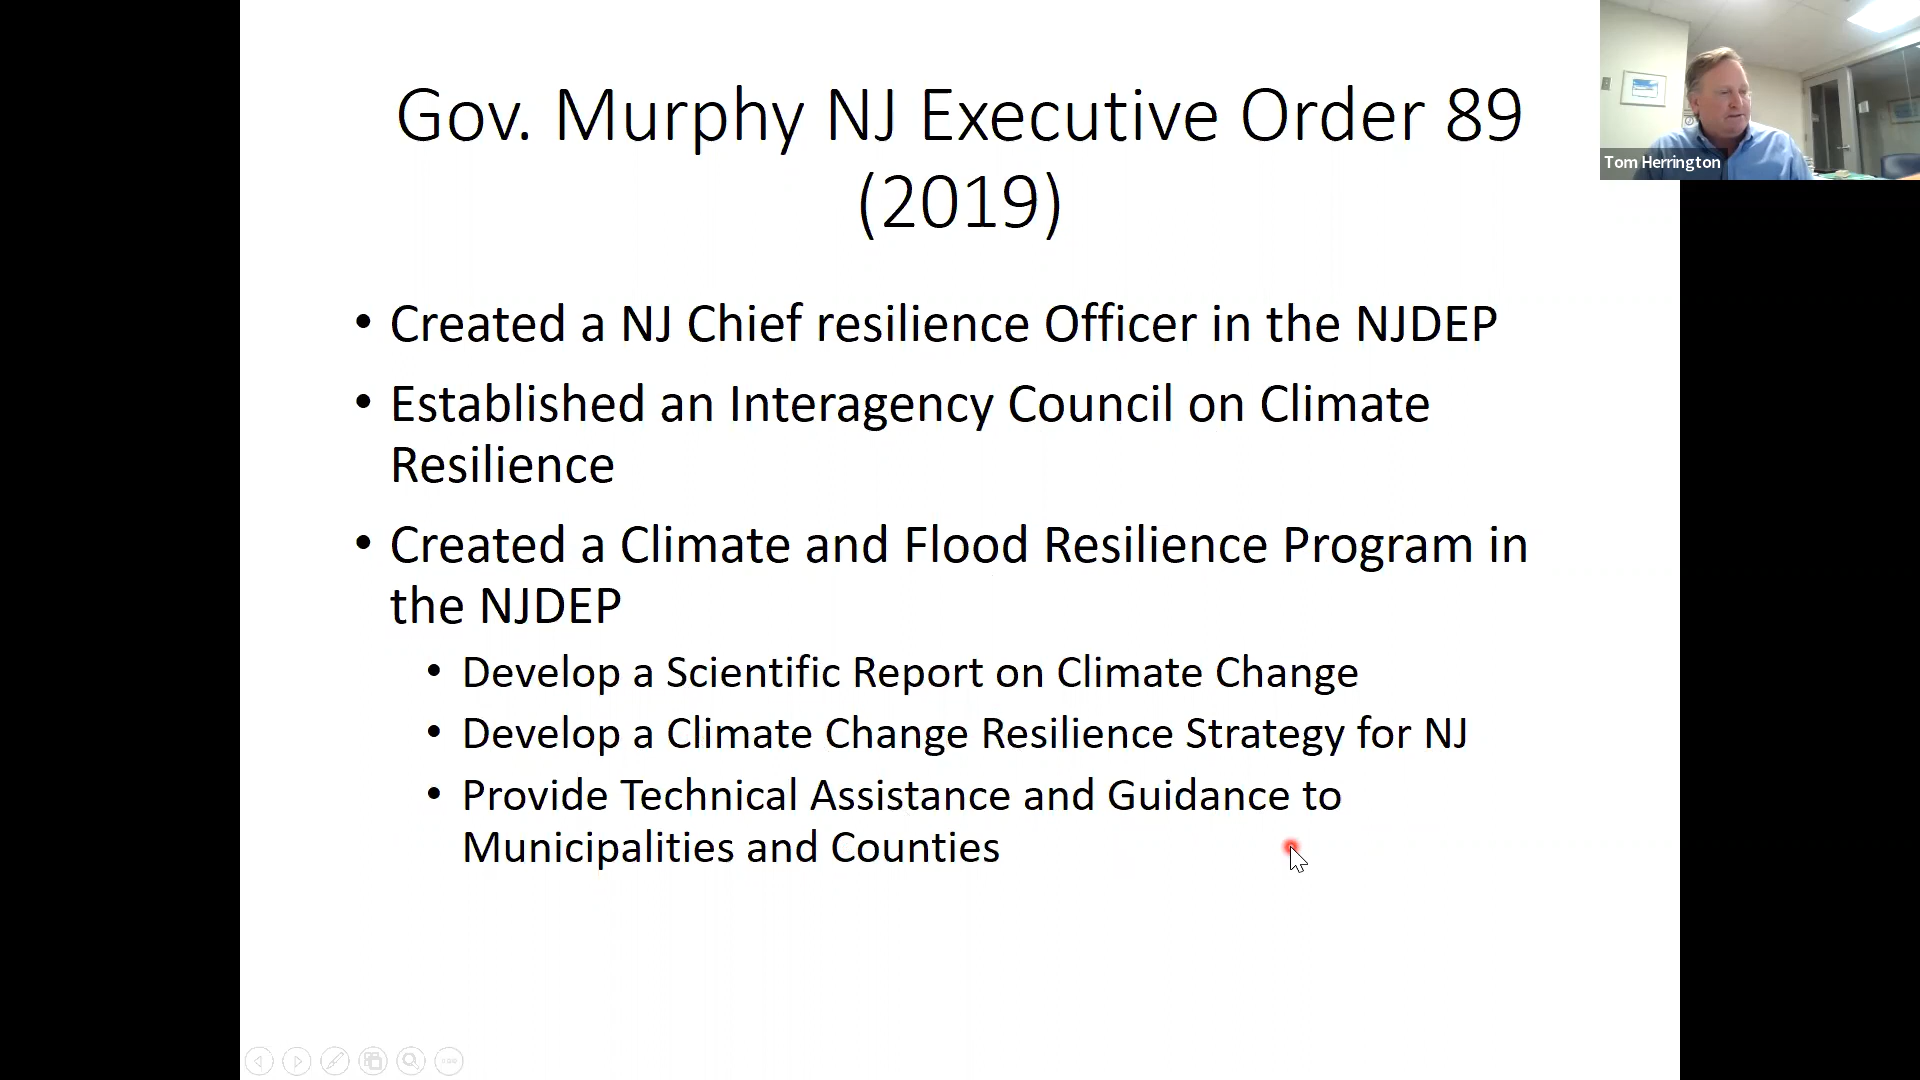 Gov. Murphy NJ Executive Order 89
(2019)
• Created a NJ Chief resilience Officer in the NJDEP
• Established an Interagency Council on Climate
Resilience
• Created a Climate and Flood Resilience Program in
the NJDEP
• Develop a Scientific Report on Climate Change
• Develop a Climate Change Resilience Strategy for NJ
• Provide Technical Assistance and Guidance to
Municipalities and Counties
Tom Herrington